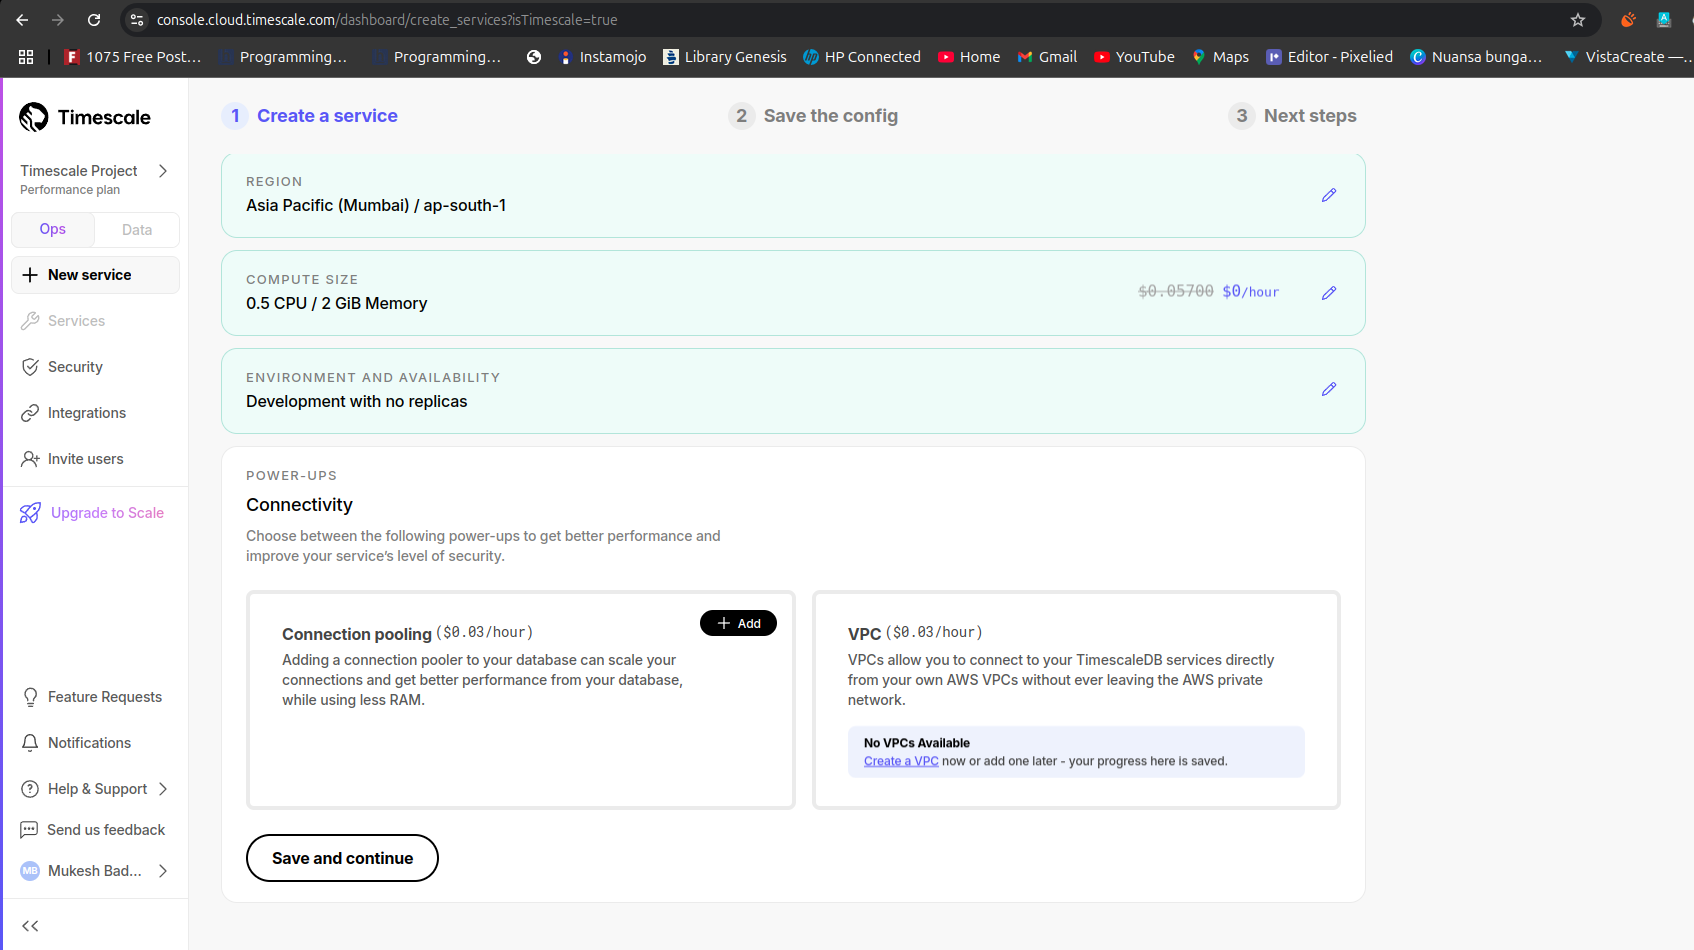 console.cloud.timescale.com/dashboard/create_services?isTimescale=true
1075 Free Post...
Programming...
Programming...
Instamojo
Library Genesis
HP Connected
Home
Gmail
YouTube
Maps
Editor - Pixelied
Nuansa bunga...
VistaCreate —...
Timescale
Timescale Project
Performance plan
Ops
Data
New service
Services
Security
Integrations
Invite users
Upgrade to Scale
Feature Requests
Notifications
Help & Support
Send us feedback
MB Mukesh Bad...
1 Create a service
2 Save the config
3 Next steps
REGION
Asia Pacific (Mumbai) / ap-south-1
COMPUTE SIZE
0.5 CPU / 2 GiB Memory
$0.05700 $0/hour
ENVIRONMENT AND AVAILABILITY
Development with no replicas
POWER-UPS
Connectivity
Choose between the following power-ups to get better performance and
improve your service’s level of security.
Connection pooling ($0.03/hour)
+ Add
Adding a connection pooler to your database can scale your
connections and get better performance from your database,
while using less RAM.
VPC ($0.03/hour)
VPCs allow you to connect to your TimescaleDB services directly
from your own AWS VPCs without ever leaving the AWS private
network.
No VPCs Available
Create a VPC now or add one later - your progress here is saved.
Save and continue